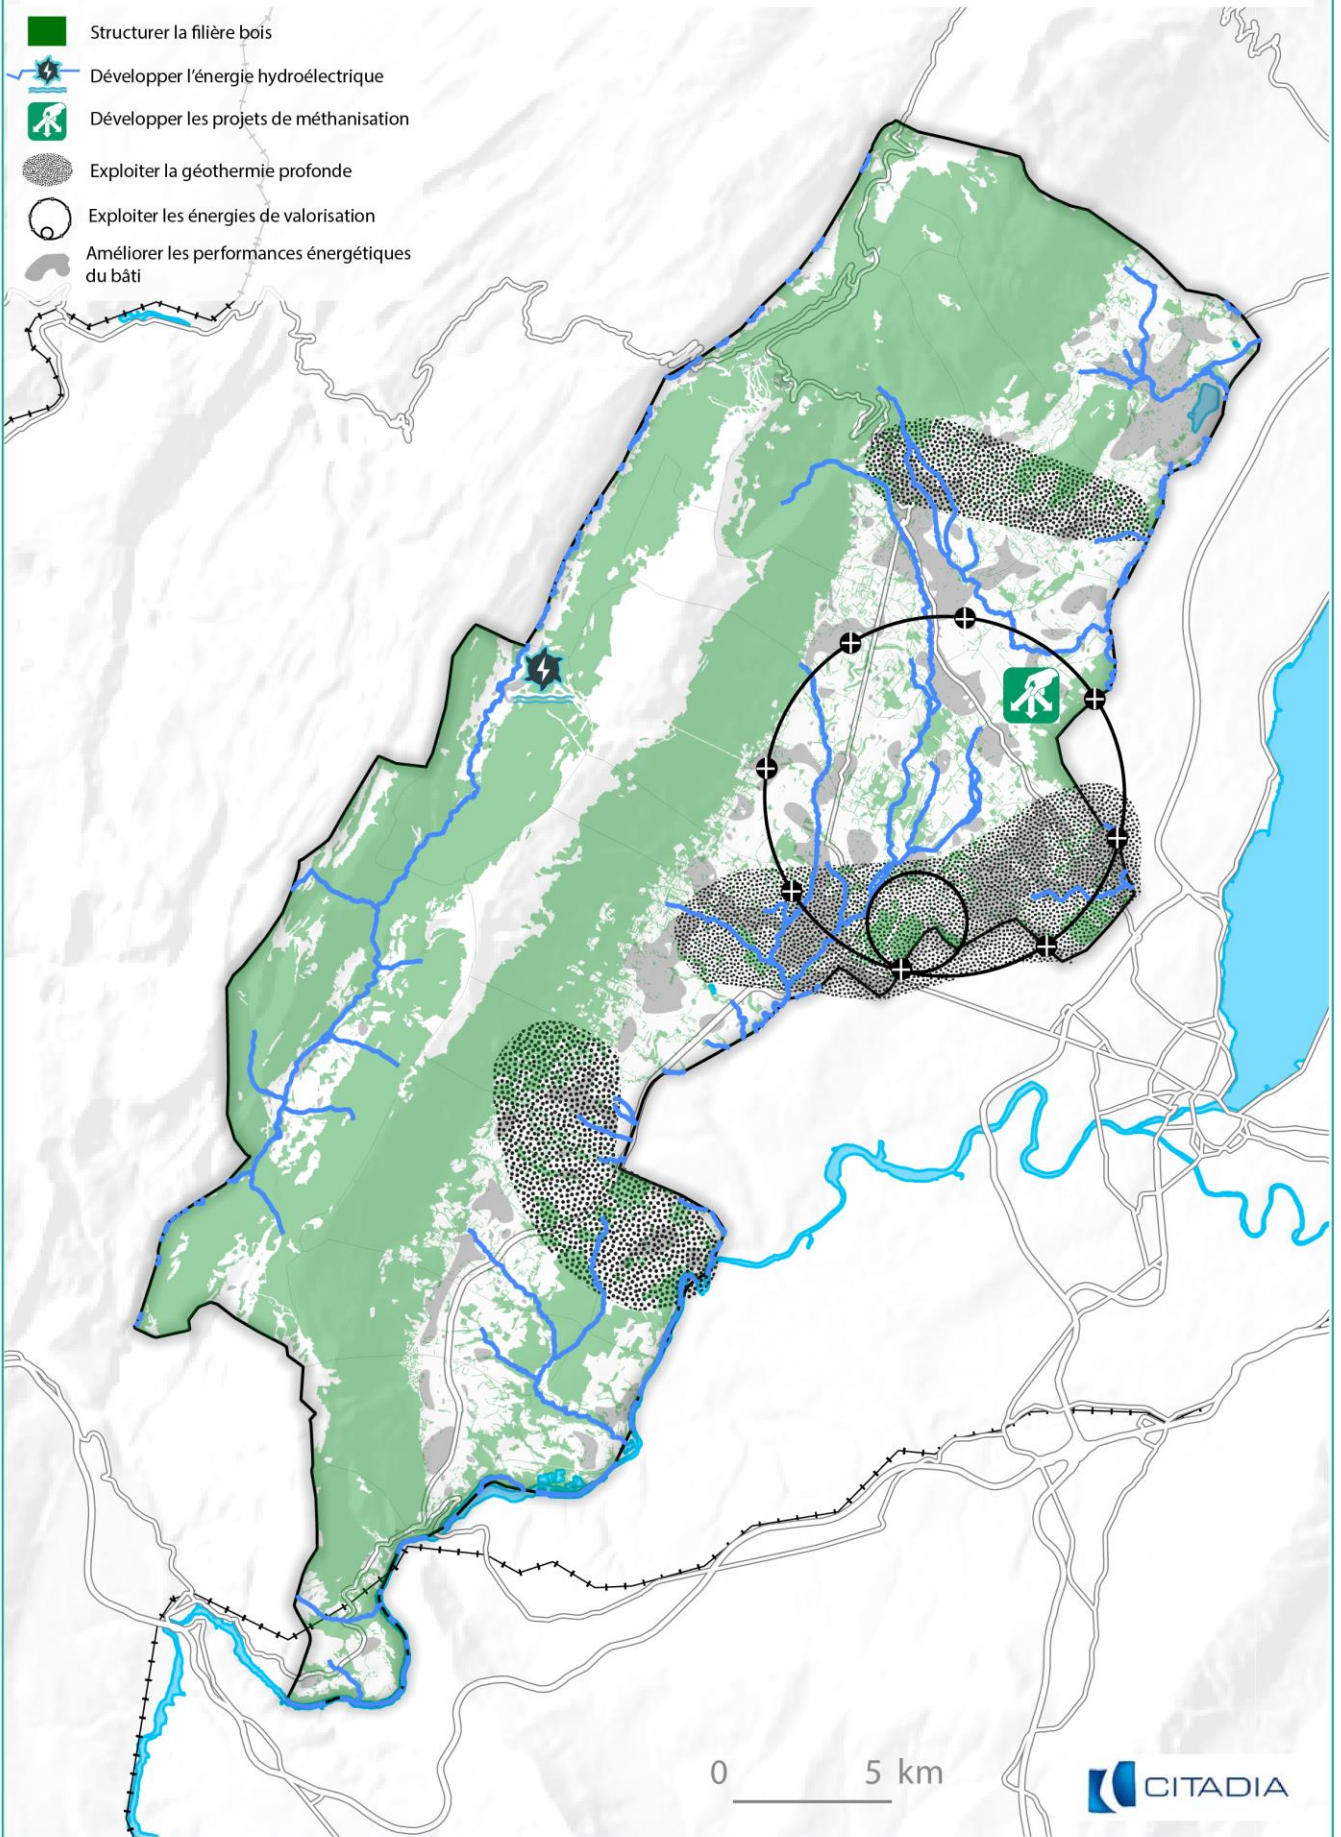 Structurer la filière bois
Développer l'énergie hydroélectrique
Développer les projets de méthanisation
Exploiter la géothermie profonde
Exploiter les énergies de valorisation
Améliorer les performances énergétiques
du bâti
0 5 km
CITADIA